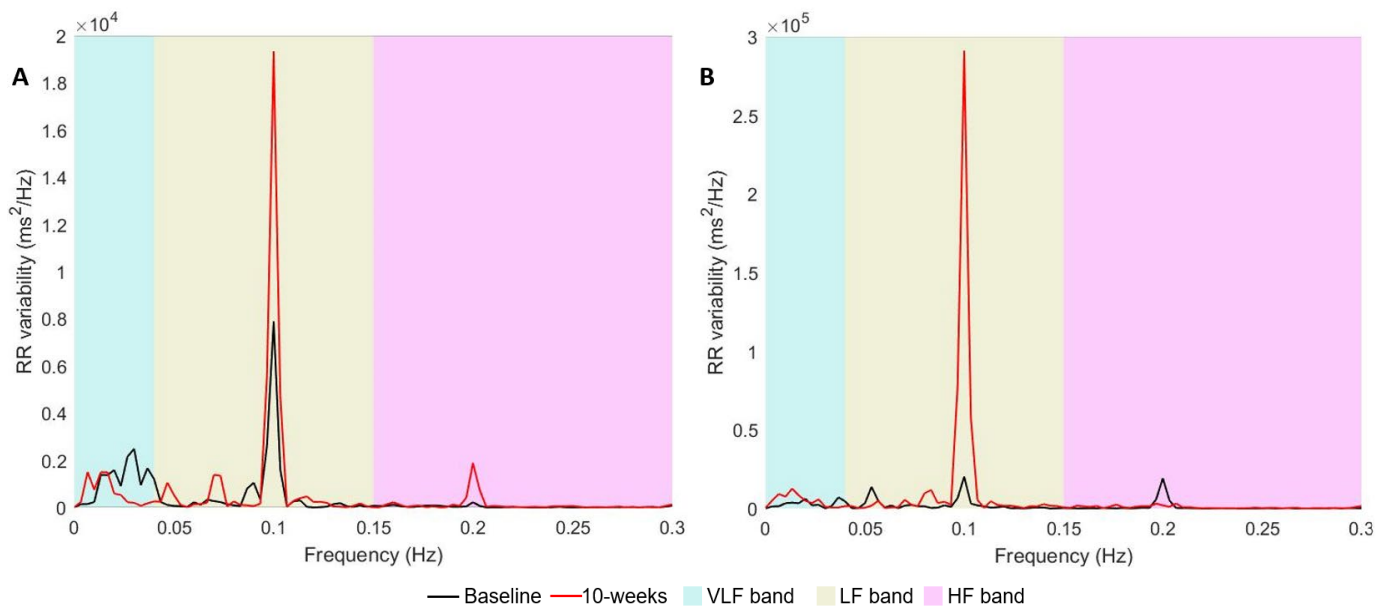 A
×10⁴
2
1.8
1.6
1.4
1.2
1
0.8
0.6
0.4
0.2
0
RR variability (ms²/Hz)
0 0.05 0.1 0.15 0.2 0.25 0.3
Frequency (Hz)
B
×10⁵
3
2.5
2
1.5
1
0.5
0
RR variability (ms²/Hz)
0 0.05 0.1 0.15 0.2 0.25 0.3
Frequency (Hz)
Baseline 10-weeks VLF band LF band HF band